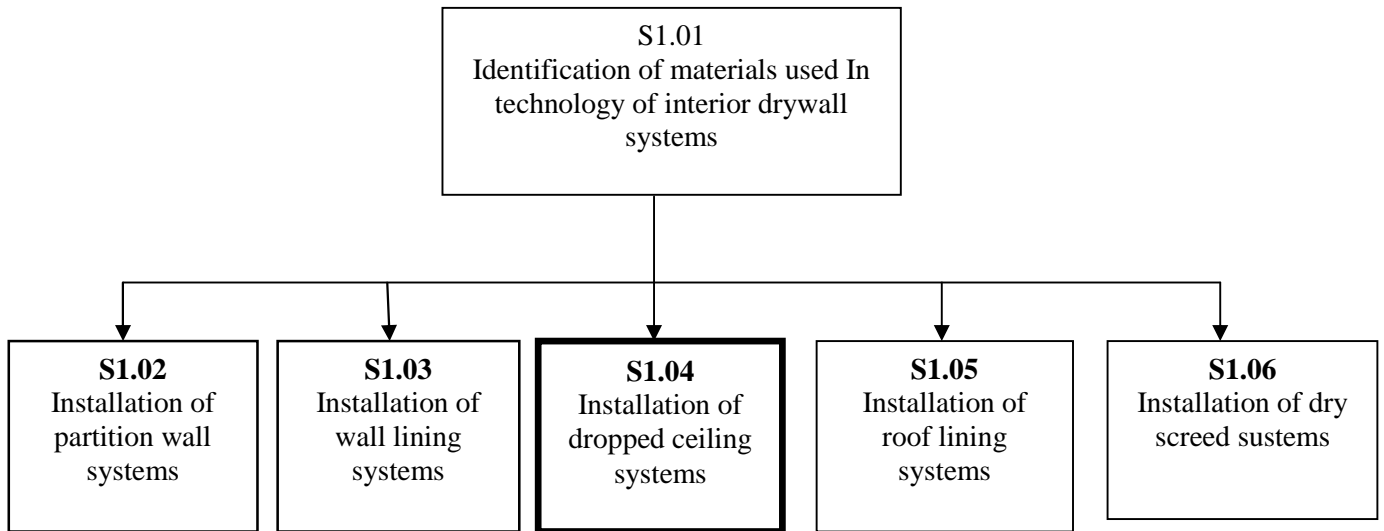 S1.01
Identification of materials used In
technology of interior drywall
systems
S1.02
Installation of
partition wall
systems
S1.03
Installation of
wall lining
systems
S1.04
Installation of
dropped ceiling
systems
S1.05
Installation of
roof lining
systems
S1.06
Installation of dry
screed sustems